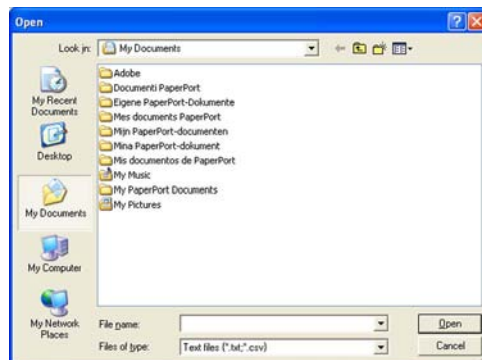 Open
Look in: My Documents
My Recent
Documents
Desktop
My Documents
My Computer
My Network
Places
Adobe
Documenti PaperPort
Eigene PaperPort-Dokumente
Mes documents PaperPort
Mijn PaperPort-documenten
Mina PaperPort-dokument
Mis documentos de PaperPort
My Music
My PaperPort Documents
My Pictures
File name:
Open
Files of type: Text files (*.txt;*.csv)
Cancel